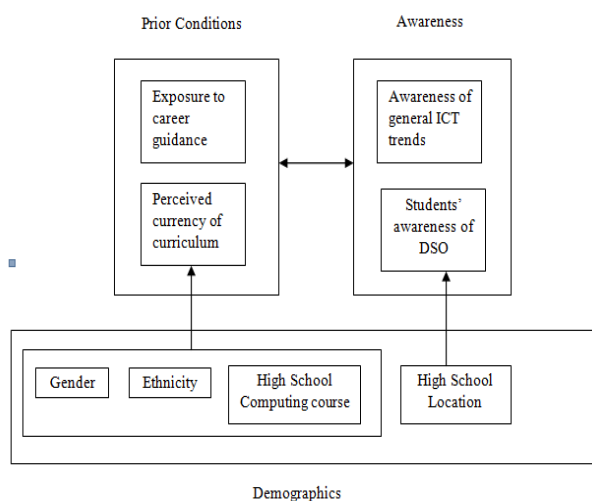 Prior Conditions
Awareness
Exposure to
career
guidance
Perceived
currency of
curriculum
Awareness of
general ICT
trends
Students’
awareness of
DSO
Gender
Ethnicity
High School
Computing course
High School
Location
Demographics